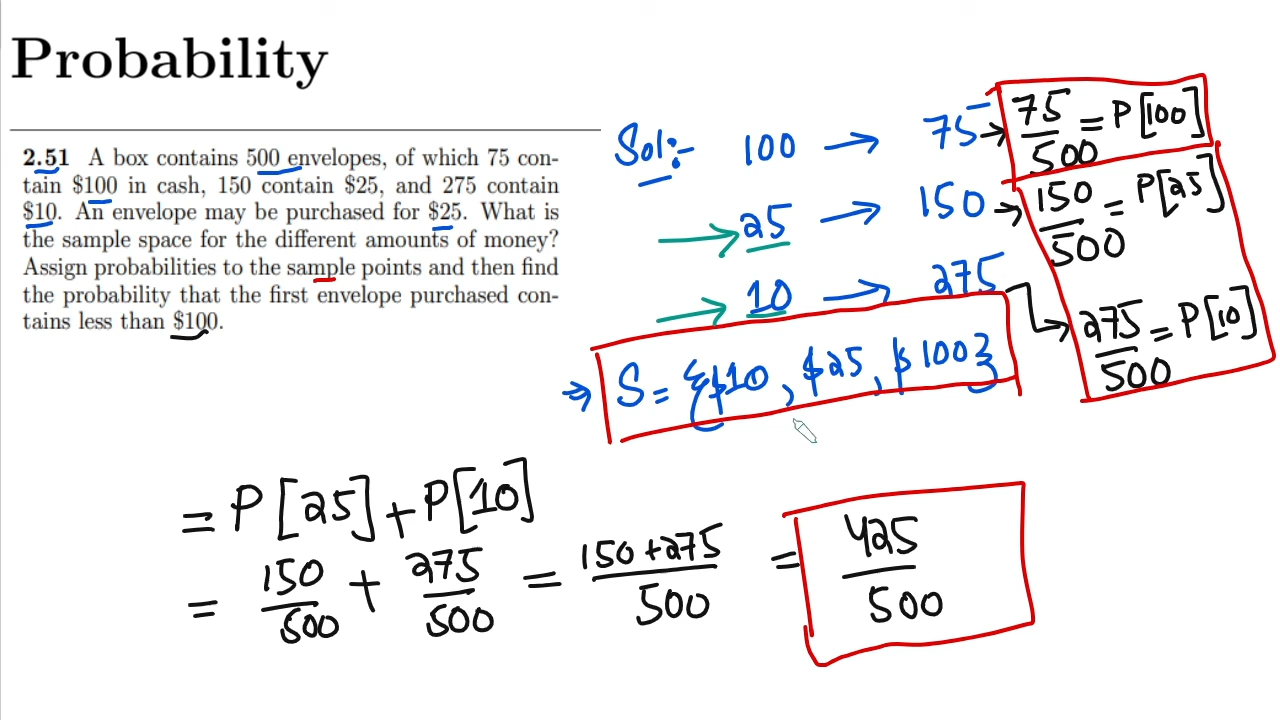 Probability
2.51 A box contains 500 envelopes, of which 75 con-
tain $100 in cash, 150 contain $25, and 275 contain
$10. An envelope may be purchased for $25. What is
the sample space for the different amounts of money?
Assign probabilities to the sample points and then find
the probability that the first envelope purchased con-
tains less than $100.
Sol:- 100 → 75 → 75/500 = P[100]
→ 25 → 150 → 150/500 = P[25]
→ 10 → 275 → 275/500 = P[10]
→ S = {$10, $25, $100}
= P[25] + P[10]
= 150/500 + 275/500 = 150+275/500 = 425/500